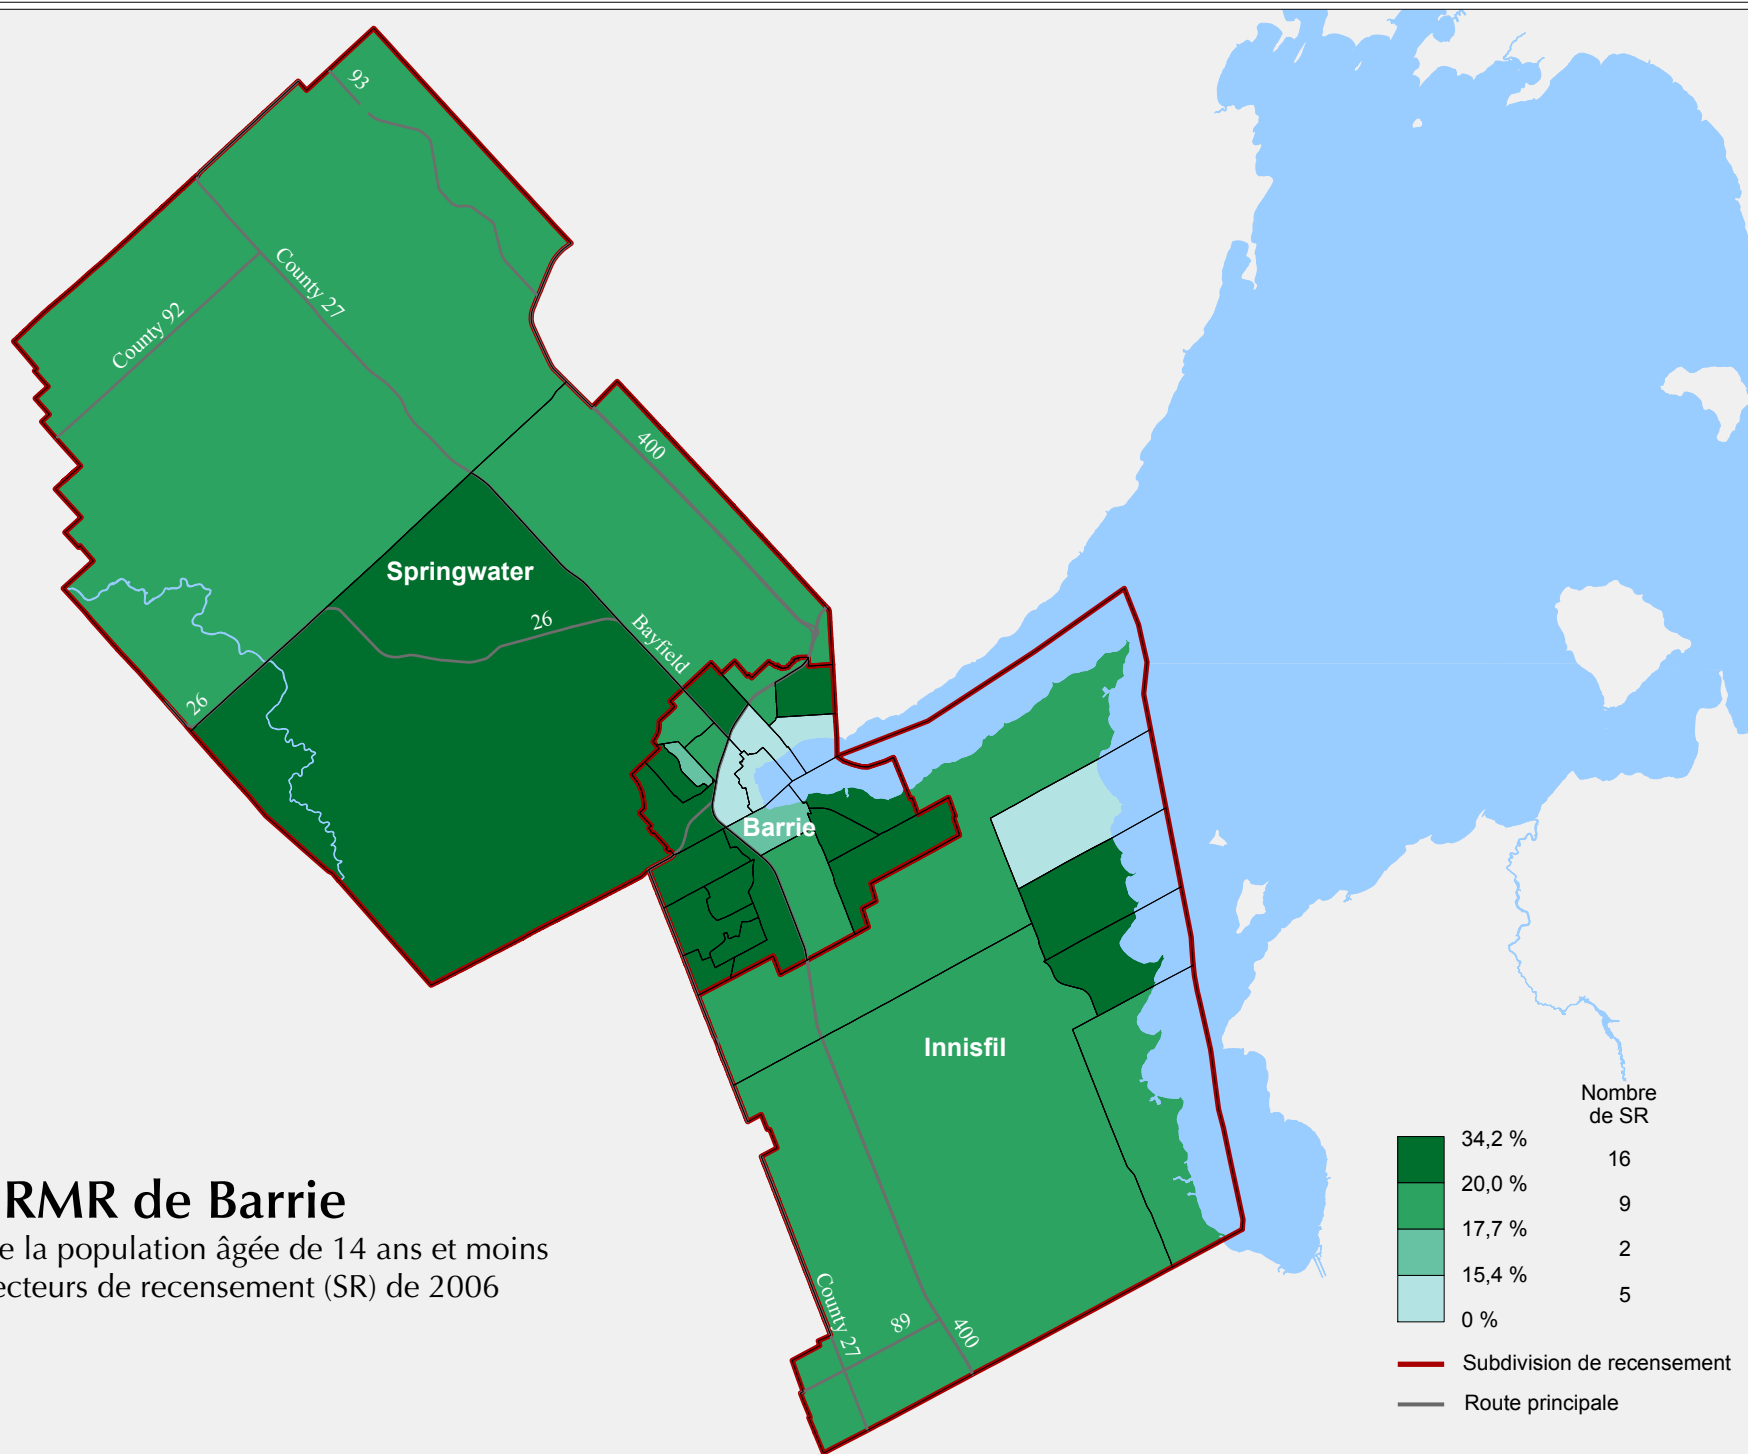 93
County 27
County 92
400
Springwater
26
Bayfield
26
Barrie
Innisfil
County 27
89
400
RMR de Barrie
e la population âgée de 14 ans et moins
ecteurs de recensement (SR) de 2006
Nombre
de SR
34,2 %
16
20,0 %
9
17,7 %
2
15,4 %
5
0 %
Subdivision de recensement
Route principale